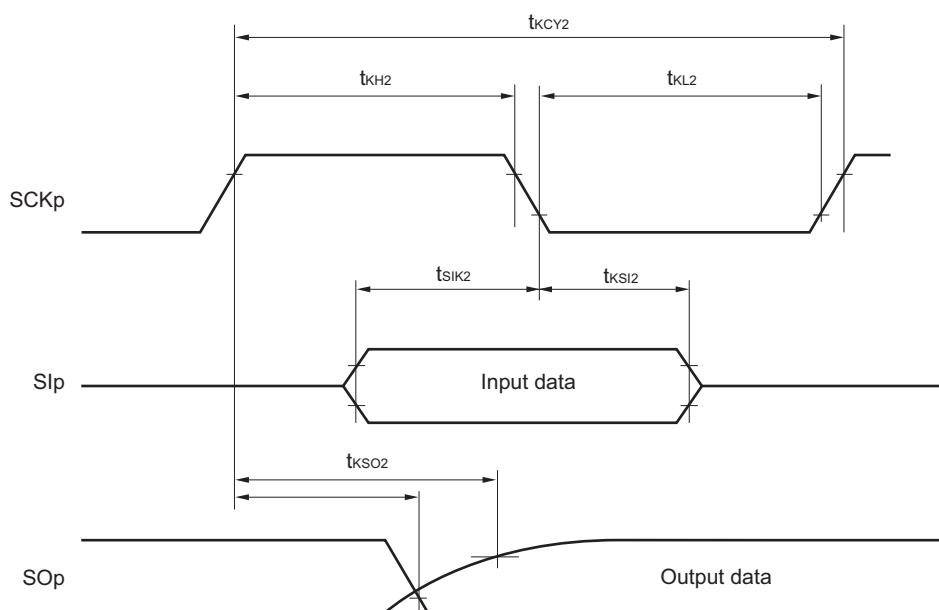 tKCY2
tKH2
tKL2
SCKp
tSIK2
tKSI2
SIp
Input data
tKSO2
SOp
Output data